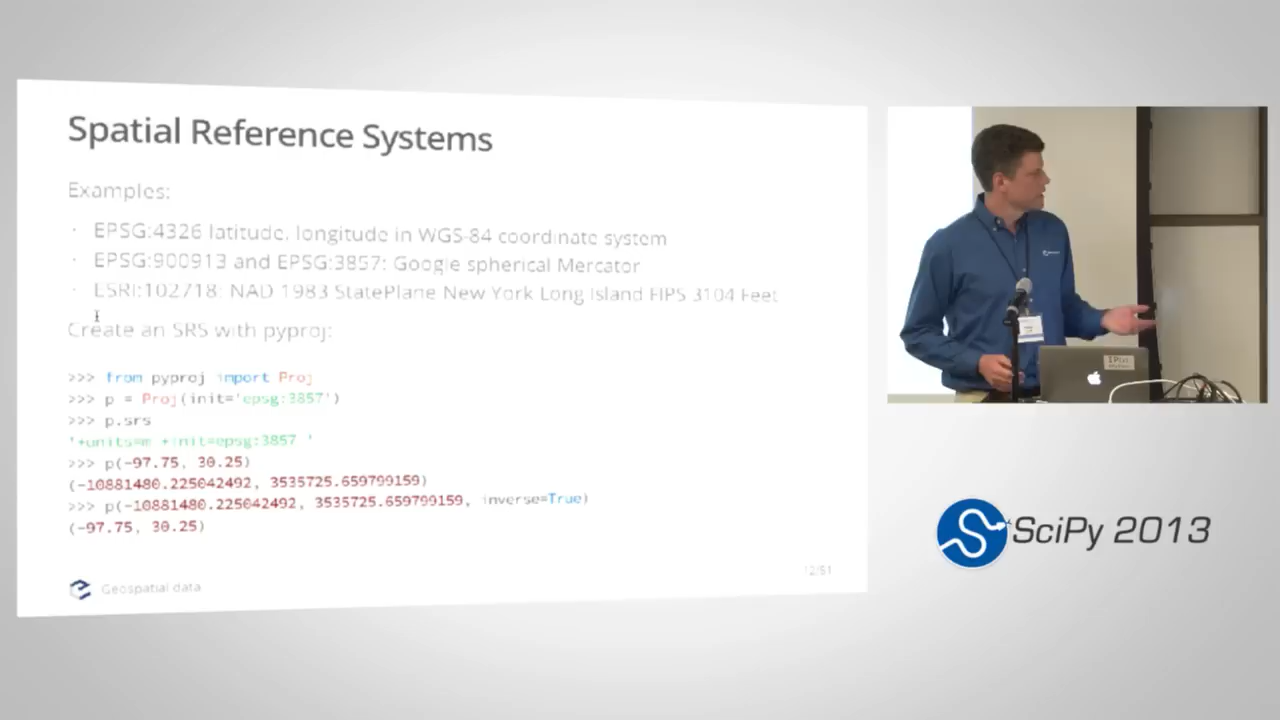 Spatial Reference Systems
Examples:
· EPSG:4326 latitude, longitude in WGS-84 coordinate system
· EPSG:900913 and EPSG:3857: Google spherical Mercator
· ESRI:102718: NAD 1983 StatePlane New York Long Island FIPS 3104 Feet
Create an SRS with pyproj:
>>> from pyproj import Proj
>>> p = Proj(init='epsg:3857')
>>> p.srs
'+units=m +init=epsg:3857 '
>>> p(-97.75, 30.25)
(-10881480.225042492, 3535725.659799159)
>>> p(-10881480.225042492, 3535725.659799159, inverse=True)
(-97.75, 30.25)
Geospatial data
12/81
SciPy 2013